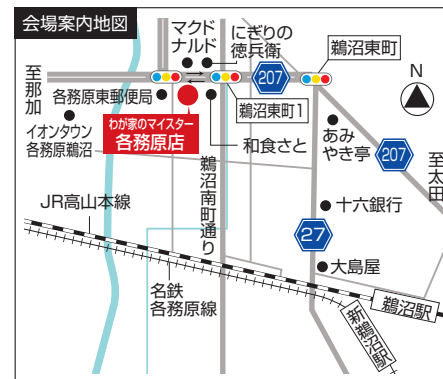 会場案内地図
マクド
ナルド
にぎりの
徳兵衛
鵜沼東町
至那加
207
N
各務原東郵便局
鵜沼東町1
わが家のマイスター
各務原店
イオンタウン
各務原鵜沼
和食さと
あみ
やき亭
207
至太田
鵜沼南町通り
JR高山本線
十六銀行
27
大島屋
名鉄
各務原線
鵜沼駅
新鵜沼駅